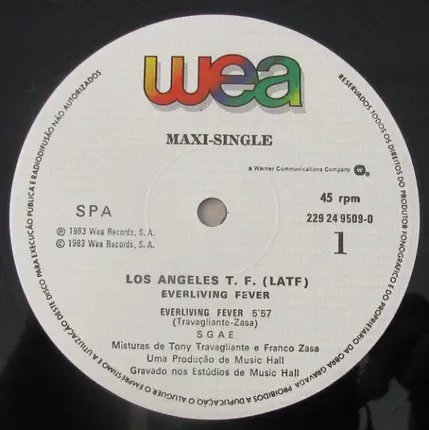 wea
MAXI-SINGLE
a Warner Communications Company
45 rpm
SPA
229 24 9509-0
℗ 1983 Wea Records, S. A.
© 1983 Wea Records, S. A.
1
LOS ANGELES T. F. (LATF)
EVERLIVING FEVER
EVERLIVING FEVER 5'57
(Travagliante-Zasa)
SGAE
Misturas de Tony Travagliante e Franco Zasa
Uma Produção de Music Hall
Gravado nos Estúdios de Music Hall
RESERVADOS TODOS OS DIREITOS DO PRODUTOR FONOGRÁFICO E DO PROPRIETÁRIO DA OBRA GRAVADA PROIBIDOS A DUPLICAÇÃO O ALUGUER E A UTILIZAÇÃO DESTE DISCO PARA EXECUÇÃO PÚBLICA E RADIODIFUSÃO NÃO AUTORIZADOS